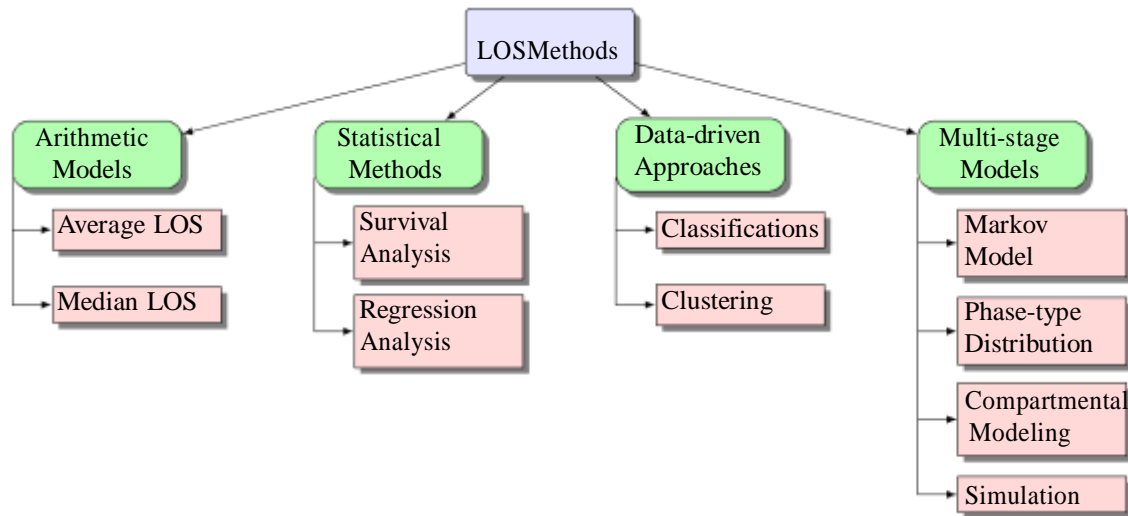 LOSMethods
Arithmetic
Models
Average LOS
Median LOS
Statistical
Methods
Survival
Analysis
Regression
Analysis
Data-driven
Approaches
Classifications
Clustering
Multi-stage
Models
Markov
Model
Phase-type
Distribution
Compartmental
Modeling
Simulation